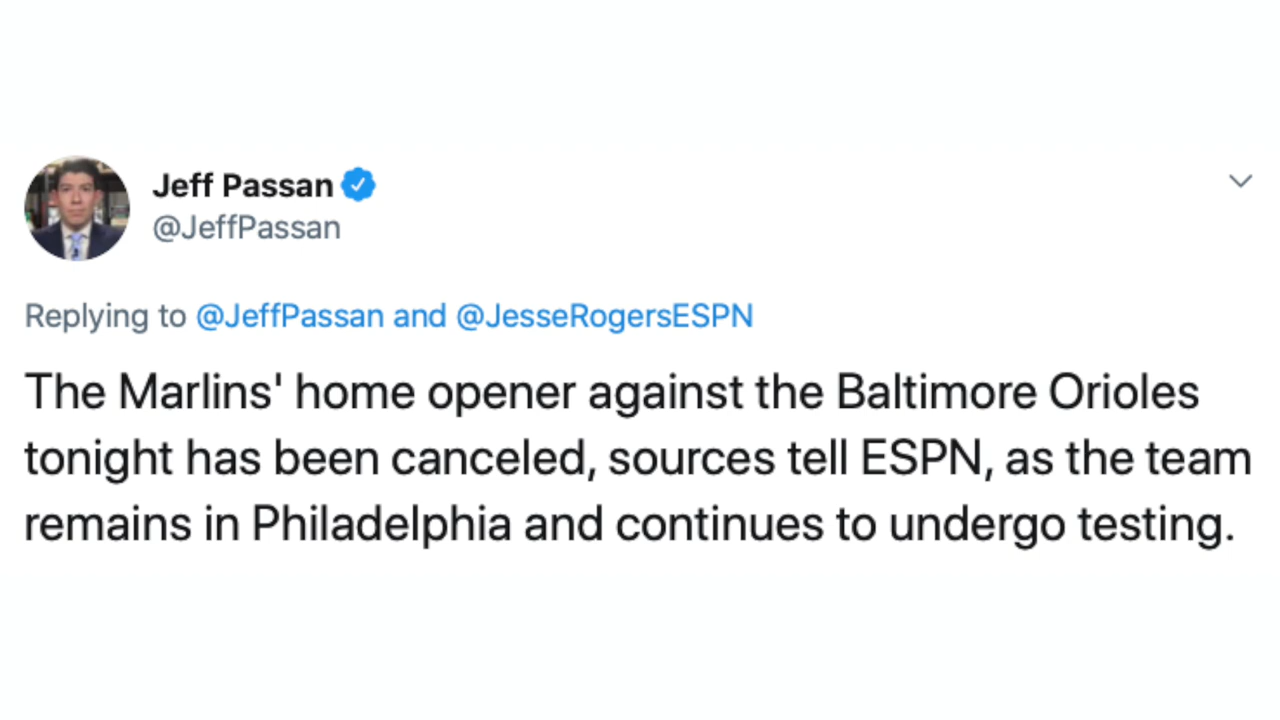 Jeff Passan
@JeffPassan
Replying to @JeffPassan and @JesseRogersESPN
The Marlins' home opener against the Baltimore Orioles
tonight has been canceled, sources tell ESPN, as the team
remains in Philadelphia and continues to undergo testing.